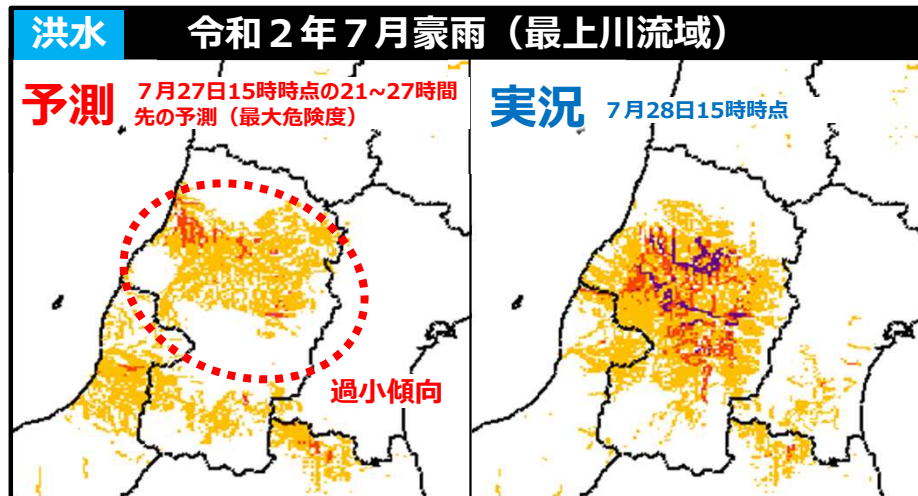 洪水
令和２年７月豪雨（最上川流域）
予測
７月27日15時時点の21~27時間
先の予測（最大危険度）
過小傾向
実況
７月28日15時時点